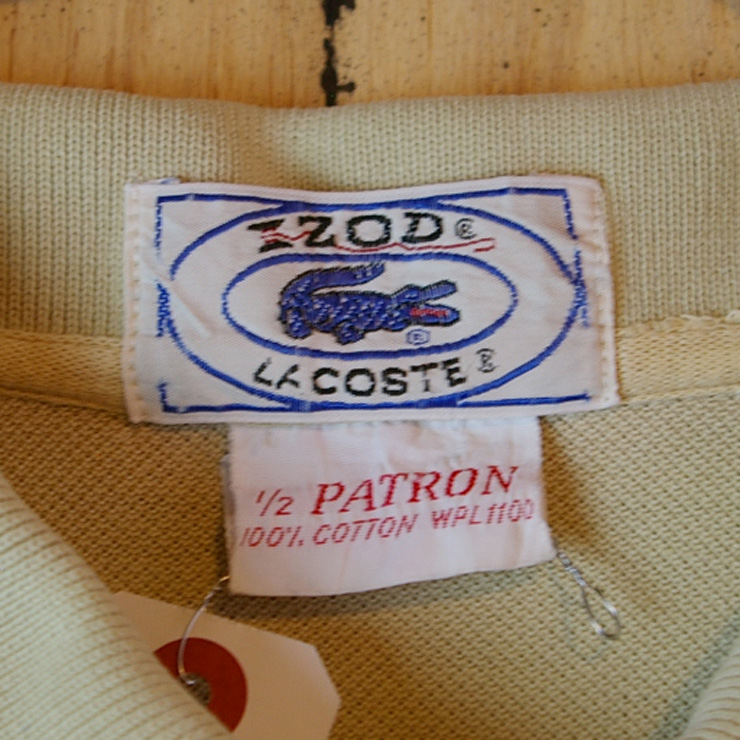 IZOD®
®
LACOSTE®
1/2 PATRON
100% COTTON WPL1100